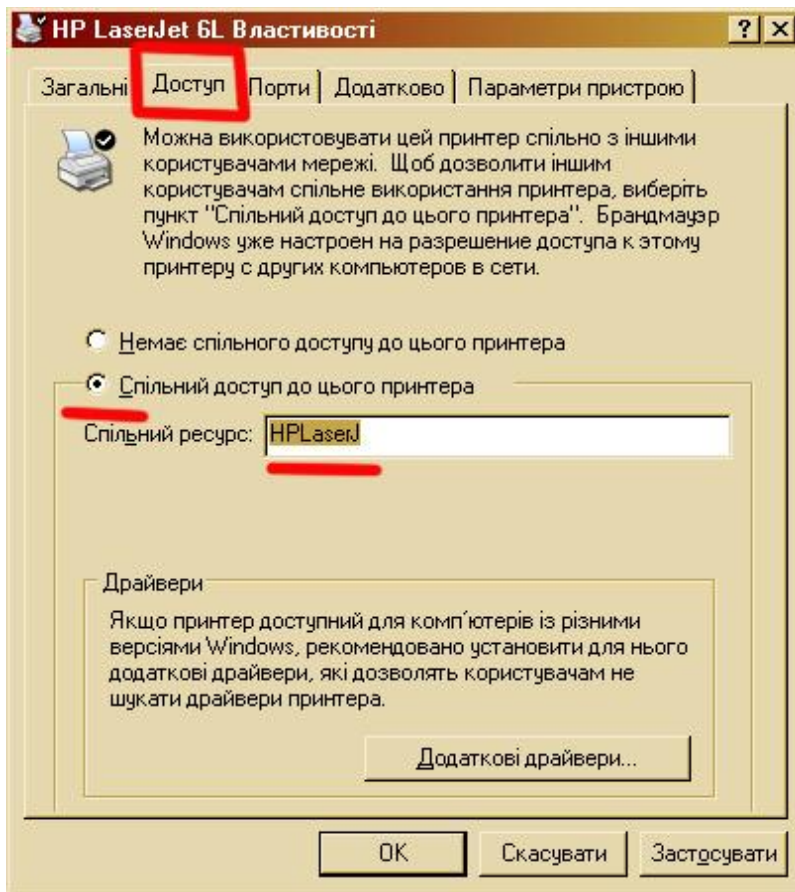 HP LaserJet 6L Властивості
Загальні Доступ Порти Додатково Параметри пристрою
Можна використовувати цей принтер спільно з іншими
користувачами мережі. Щоб дозволити іншим
користувачам спільне використання принтера, виберіть
пункт "Спільний доступ до цього принтера". Брандмауэр
Windows уже настроен на разрешение доступа к этому
принтеру с других компьютеров в сети.
Немає спільного доступу до цього принтера
Спільний доступ до цього принтера
Спільний ресурс: HPLaserJ
Драйвери
Якщо принтер доступний для комп'ютерів із різними
версіями Windows, рекомендовано установити для нього
додаткові драйвери, які дозволять користувачам не
шукати драйвери принтера.
Додаткові драйвери...
OK Скасувати Застосувати